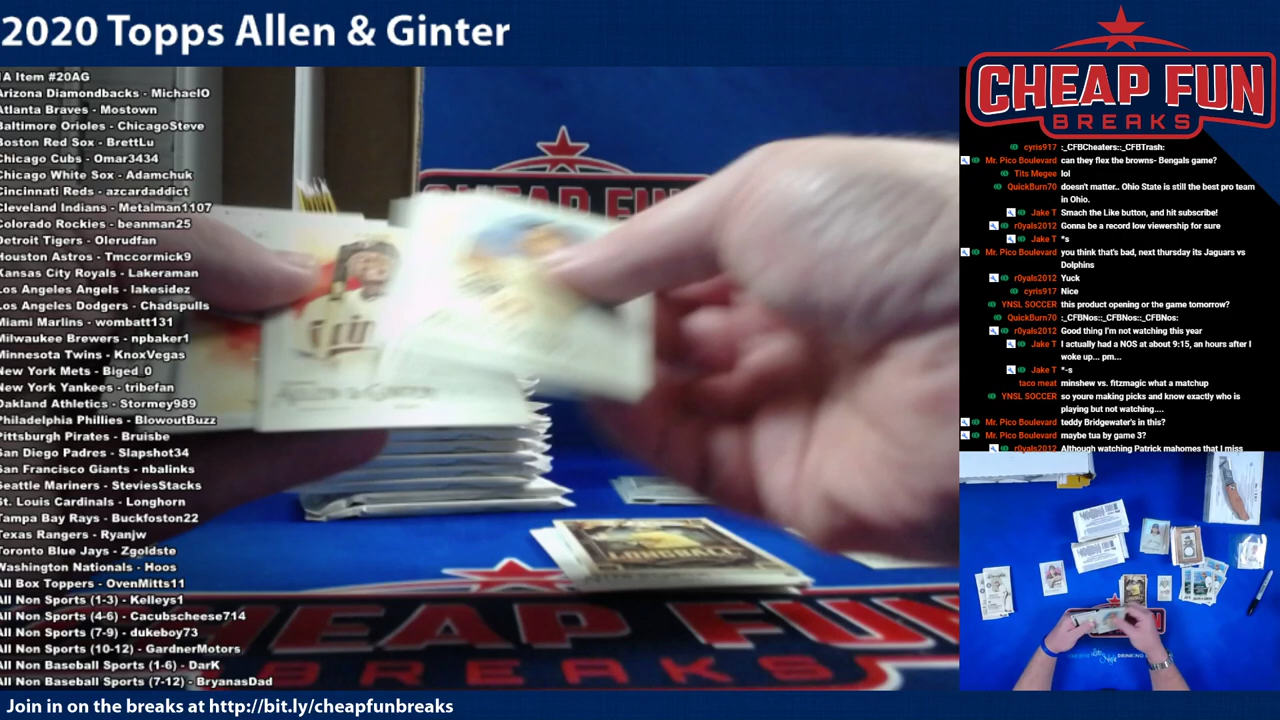 2020 Topps Allen & Ginter
1A Item #20AG
Arizona Diamondbacks - MichaelO
Atlanta Braves - Mostown
Baltimore Orioles - ChicagoSteve
Boston Red Sox - BrettLu
Chicago Cubs - Omar3434
Chicago White Sox - Adamchuk
Cincinnati Reds - azcardaddict
Cleveland Indians - Metalman1107
Colorado Rockies - beanman25
Detroit Tigers - Olerudfan
Houston Astros - Tmccormick9
Kansas City Royals - Lakeraman
Los Angeles Angels - lakesidez
Los Angeles Dodgers - Chadspulls
Miami Marlins - wombatt131
Milwaukee Brewers - npbaker1
Minnesota Twins - KnoxVegas
New York Mets - Biged_0
New York Yankees - tribefan
Oakland Athletics - Stormey989
Philadelphia Phillies - BlowoutBuzz
Pittsburgh Pirates - Bruisbe
San Diego Padres - Slapshot34
San Francisco Giants - nbalinks
Seattle Mariners - SteviesStacks
St. Louis Cardinals - Longhorn
Tampa Bay Rays - Buckfoston22
Texas Rangers - Ryanjw
Toronto Blue Jays - Zgoldste
Washington Nationals - Hoos
All Box Toppers - OvenMitts11
All Non Sports (1-3) - Kelleys1
All Non Sports (4-6) - Cacubscheese714
All Non Sports (7-9) - dukeboy73
All Non Sports (10-12) - GardnerMotors
All Non Baseball Sports (1-6) - DarK
All Non Baseball Sports (7-12) - BryanasDad
CHEAP FUN
LONGBALL
CHEAP FUN
BREAKS
CHEAP FUN
BREAKS
cyris917 :_CFBCheaters::_CFBTrash:
Mr. Pico Boulevard can they flex the browns- Bengals game?
Tits Megee lol
QuickBurn70 doesn't matter.. Ohio State is still the best pro team
in Ohio.
Jake T Smach the Like button, and hit subscribe!
r0yals2012 Gonna be a record low viewership for sure
Jake T *s
Mr. Pico Boulevard you think that's bad, next thursday its Jaguars vs
Dolphins
r0yals2012 Yuck
cyris917 Nice
YNSL SOCCER this product opening or the game tomorrow?
QuickBurn70 :_CFBNos::_CFBNos::_CFBNos:
r0yals2012 Good thing I'm not watching this year
Jake T I actually had a NOS at about 9:15, an hours after I
woke up... pm...
Jake T *-s
taco meat minshew vs. fitzmagic what a matchup
YNSL SOCCER so youre making picks and know exactly who is
playing but not watching....
Mr. Pico Boulevard teddy Bridgewater's in this?
Mr. Pico Boulevard maybe tua by game 3?
r0yals2012 Although watching Patrick mahomes that I miss
Join in on the breaks at http://bit.ly/cheapfunbreaks